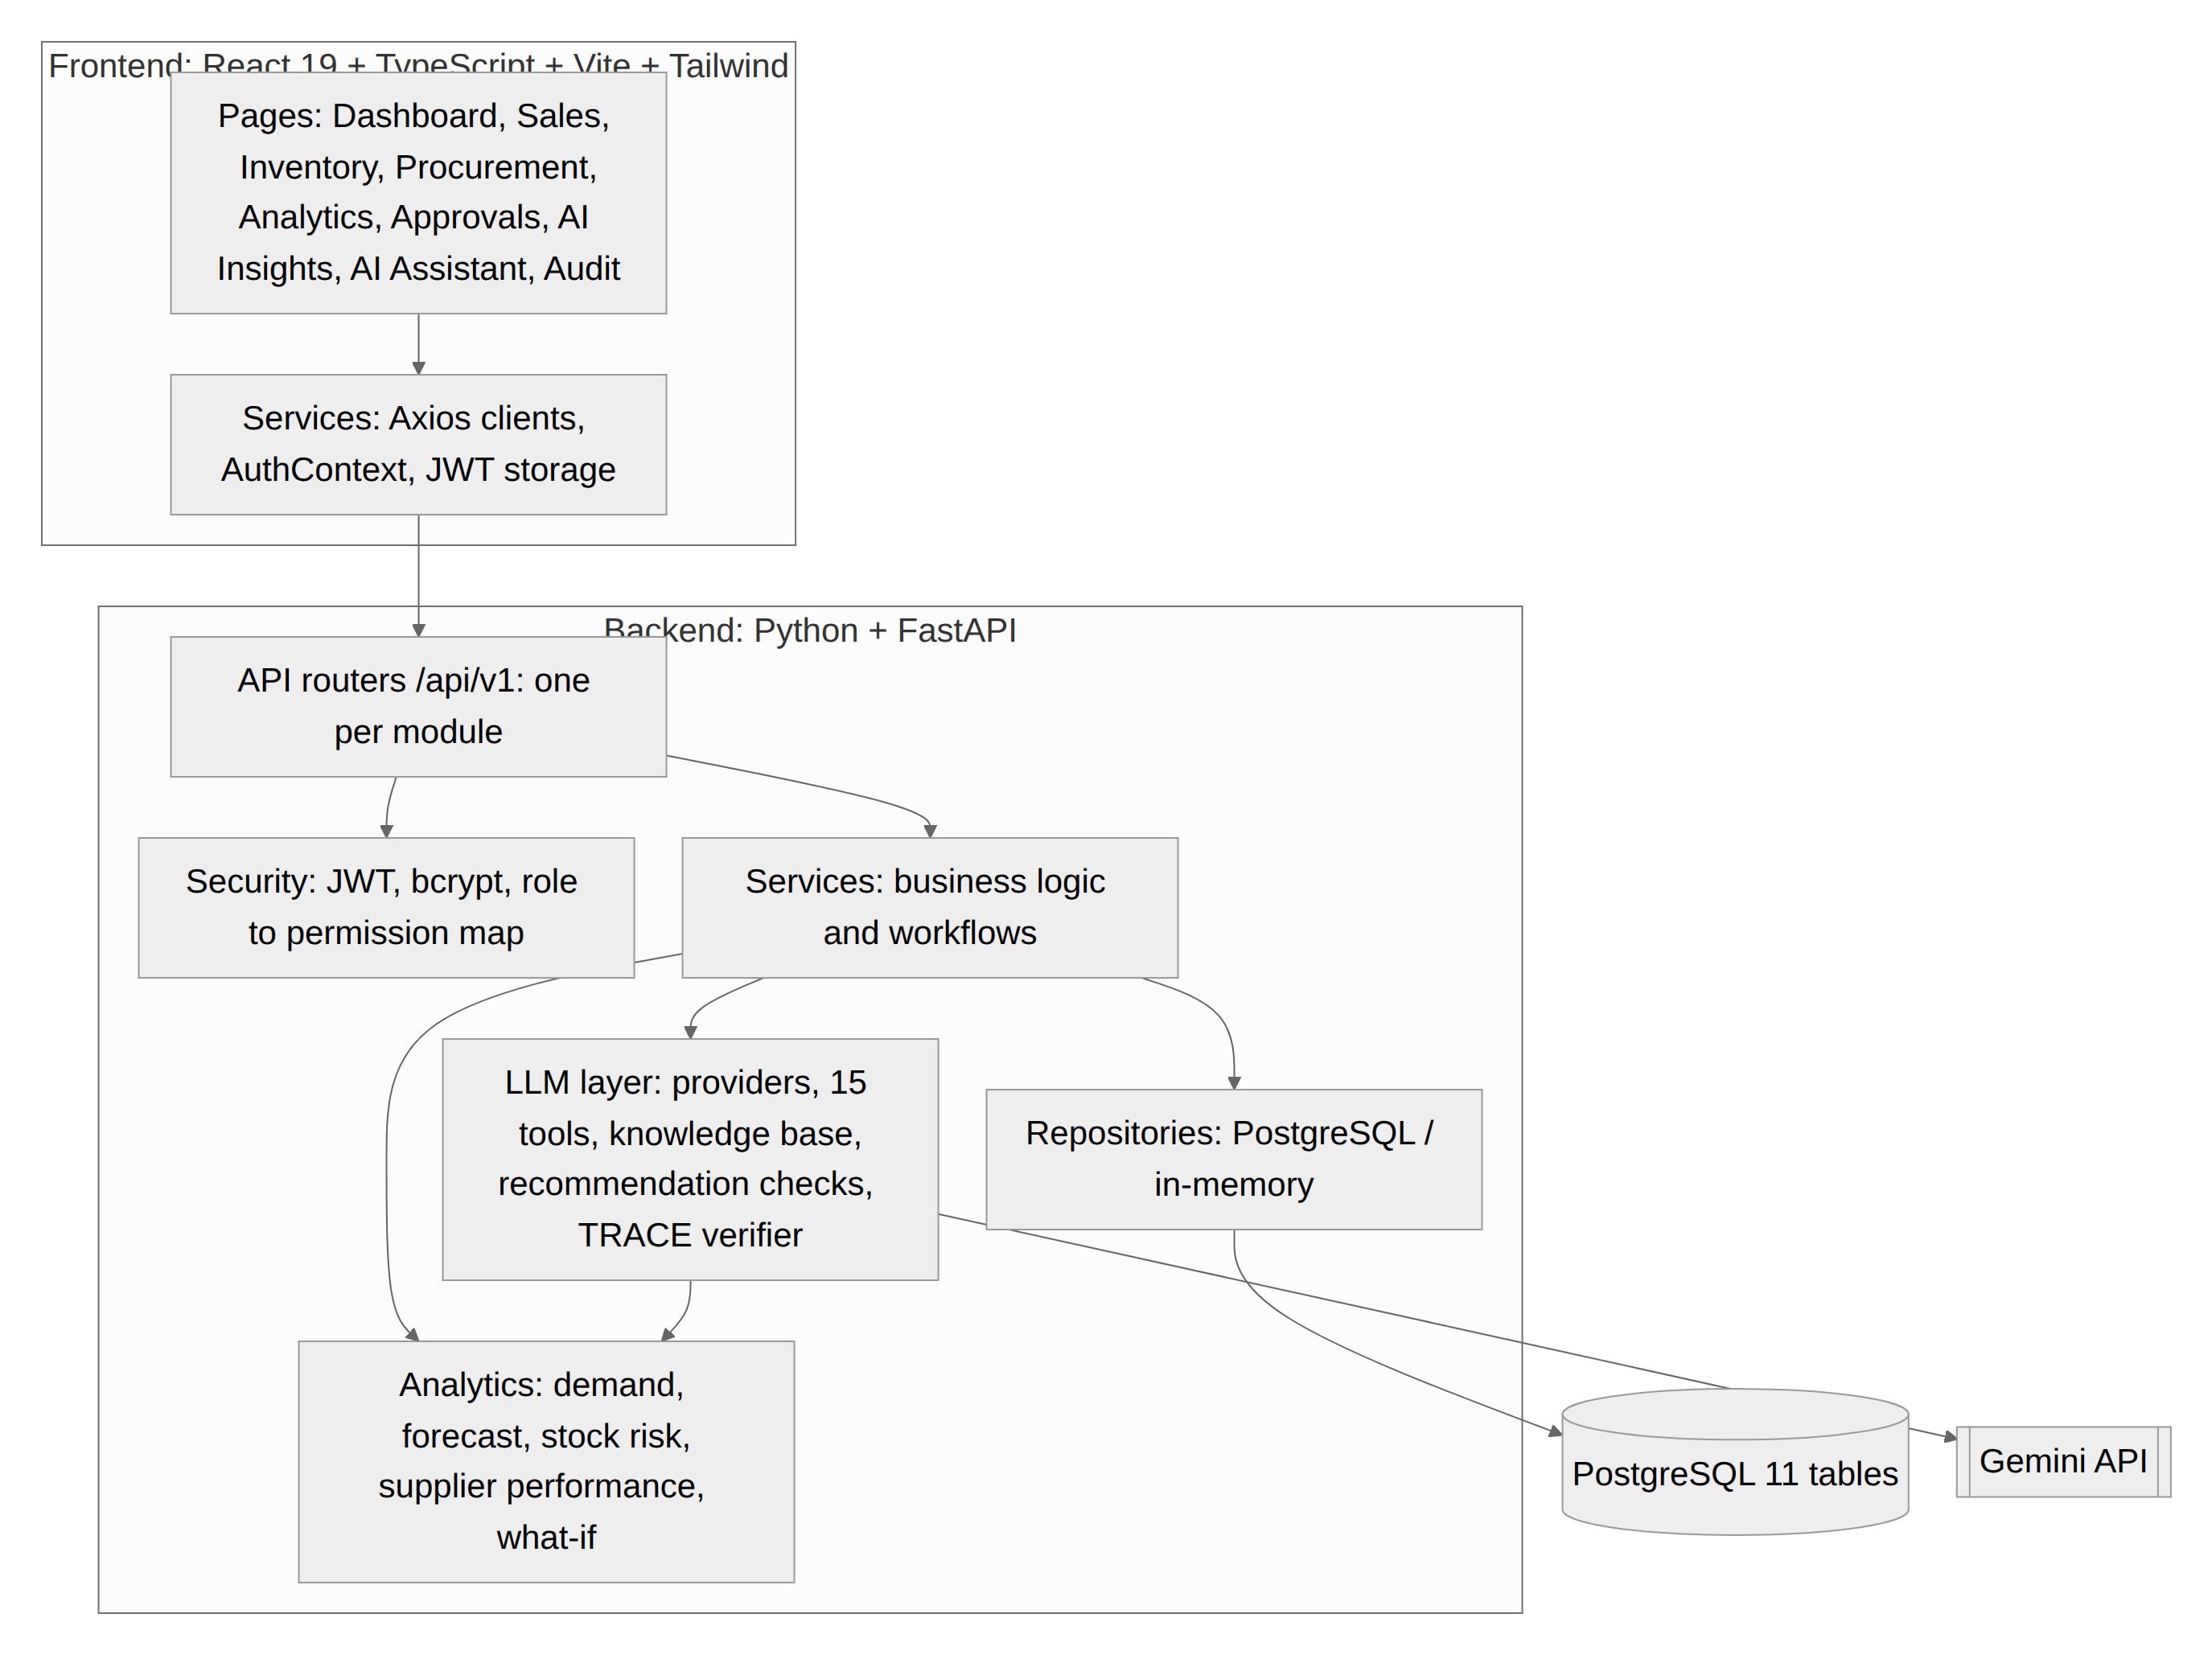 Frontend: React 19 + TypeScript + Vite + Tailwind
Pages: Dashboard, Sales,
Inventory, Procurement,
Analytics, Approvals, AI
Insights, AI Assistant, Audit
Services: Axios clients,
AuthContext, JWT storage
Backend: Python + FastAPI
API routers /api/v1: one
per module
Security: JWT, bcrypt, role
to permission map
Services: business logic
and workflows
LLM layer: providers, 15
tools, knowledge base,
recommendation checks,
TRACE verifier
Repositories: PostgreSQL /
in-memory
Analytics: demand,
forecast, stock risk,
supplier performance,
what-if
PostgreSQL 11 tables
Gemini API